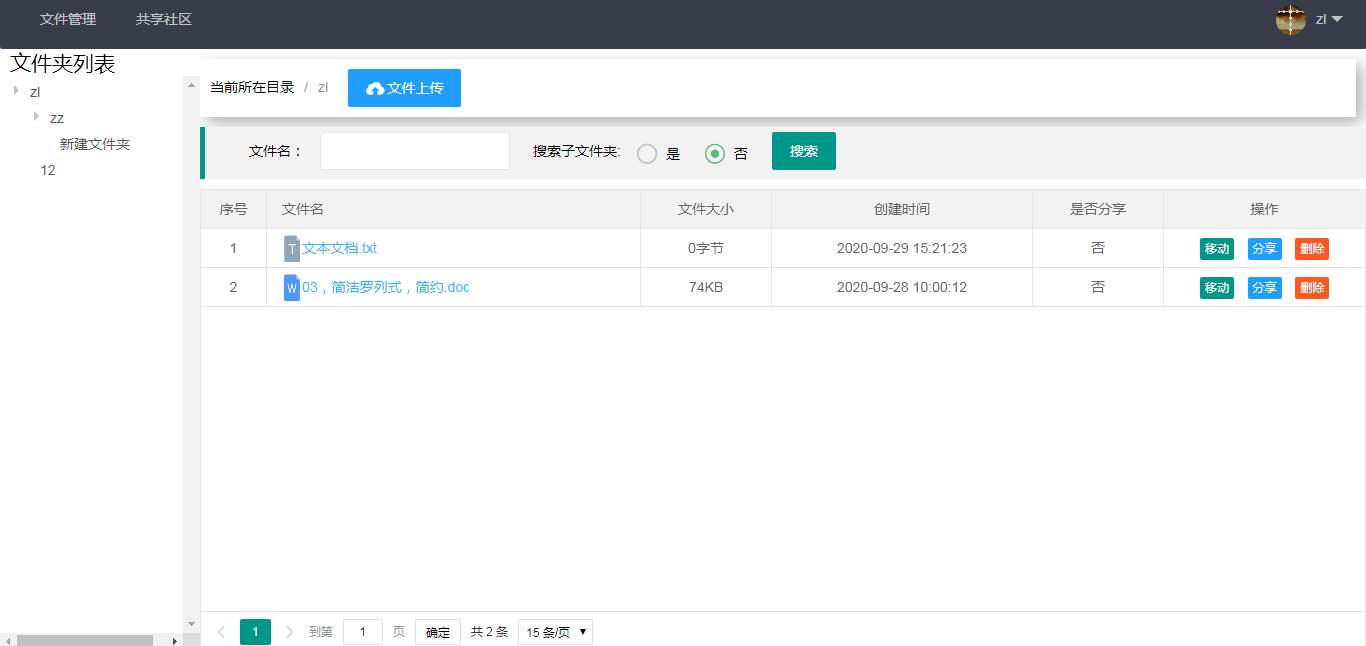 文件管理 共享社区 zl
文件夹列表
zl
zz
新建文件夹
12
当前所在目录 / zl 文件上传
文件名： 搜索子文件夹: 是 否 搜索
序号 文件名 文件大小 创建时间 是否分享 操作
1 T 文本文档.txt 0字节 2020-09-29 15:21:23 否 移动 分享 删除
2 W 03，简洁罗列式，简约.doc 74KB 2020-09-28 10:00:12 否 移动 分享 删除
1 到第 1 页 确定 共 2 条 15 条/页